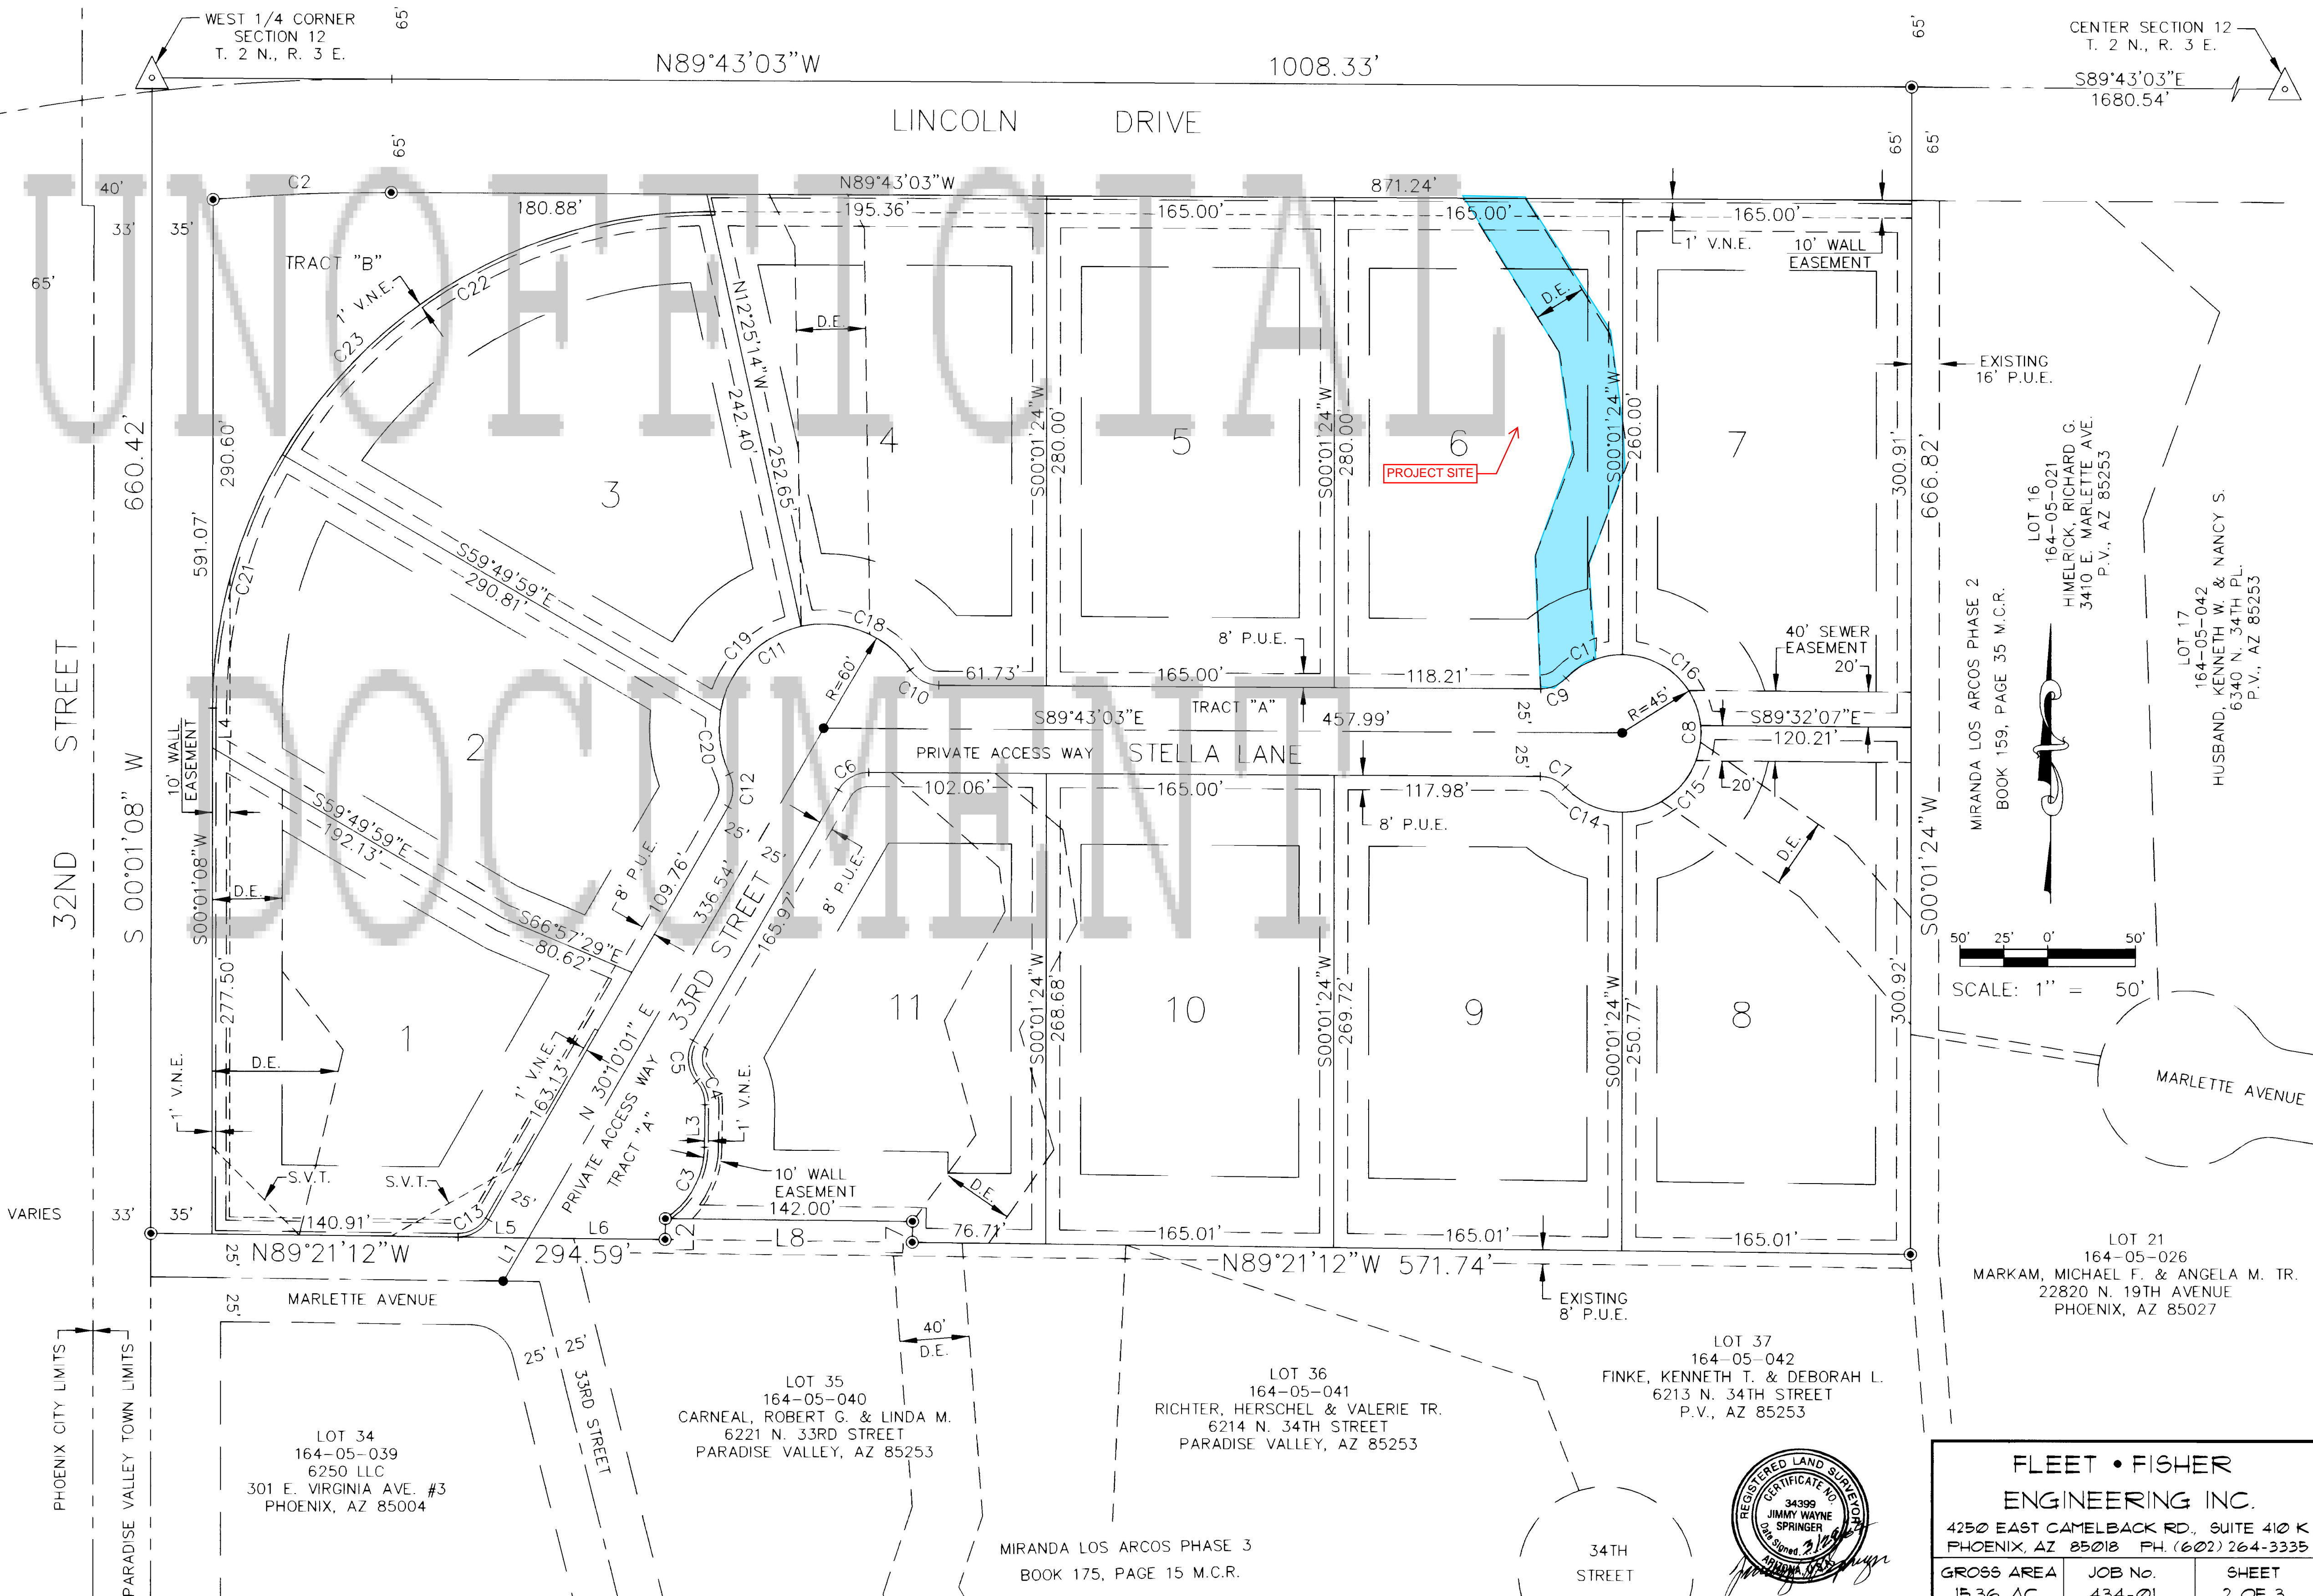 WEST 1/4 CORNER
SECTION 12
T. 2 N., R. 3 E.
65'
N89°43'03"W
1008.33'
65'
CENTER SECTION 12
T. 2 N., R. 3 E.
S89°43'03"E
1680.54'
LINCOLN DRIVE
65'
65'
65'
40'
C2
N89°43'03"W
871.24'
180.88'
195.36'
165.00'
165.00'
165.00'
33'
35'
1' V.N.E.
10' WALL
EASEMENT
TRACT "B"
65'
1' V.N.E.
C22
C23
D.E.
D.E.
UNOFFICIAL
DOCUMENT
N12°25'14"W
242.40'
252.65'
EXISTING
16' P.U.E.
660.42'
290.60'
591.07'
3
4
5
6
7
PROJECT SITE
S00°01'24"W
280.00'
S00°01'24"W
280.00'
S00°01'24"W
260.00'
300.91'
666.82'
LOT 16
164-05-021
HIMELRICK, RICHARD G.
3410 E. MARLETTE AVE.
P.V., AZ 85253
LOT 17
164-05-042
HUSBAND, KENNETH W. & NANCY S.
6340 N. 34TH PL.
P.V., AZ 85253
MIRANDA LOS ARCOS PHASE 2
BOOK 159, PAGE 35 M.C.R.
S59°49'59"E
290.81'
C21
C19
C11
C18
R=60'
C10
61.73'
8' P.U.E.
165.00'
118.21'
C1
C9
C16
40' SEWER
EASEMENT
20'
R=45'
C8
S89°32'07"E
120.21'
20'
32ND STREET
S 00°01'08" W
10' WALL
EASEMENT
L4
2
C20
C12
S89°43'03"E
TRACT "A"
457.99'
25'
25'
PRIVATE ACCESS WAY
STELLA LANE
C6
102.06'
165.00'
117.98'
8' P.U.E.
C7
C14
C15
D.E.
S59°49'59"E
192.13'
S00°01'08"W
D.E.
S66°57'29"E
80.62'
8' P.U.E.
109.76'
25'
25'
336.54'
33RD STREET
165.97'
8' P.U.E.
S00°01'24"W
50' 25' 0' 50'
SCALE: 1" = 50'
277.50'
1
11
10
9
8
S00°01'24"W
268.68'
S00°01'24"W
269.72'
S00°01'24"W
250.77'
300.92'
D.E.
1' V.N.E.
1' V.N.E.
163.13'
N 30°10'01" E
PRIVATE ACCESS WAY
TRACT "A"
C5
C4
L3
1' V.N.E.
C3
10' WALL
EASEMENT
142.00'
D.E.
MARLETTE AVENUE
S.V.T.
S.V.T.
VARIES
33'
35'
140.91'
C13
25'
L5
L6
L8
76.71'
165.01'
165.01'
165.01'
25'
N89°21'12"W
L1
294.59'
N89°21'12"W 571.74'
EXISTING
8' P.U.E.
LOT 21
164-05-026
MARKAM, MICHAEL F. & ANGELA M. TR.
22820 N. 19TH AVENUE
PHOENIX, AZ 85027
MARLETTE AVENUE
25'
25'
25'
33RD STREET
40'
D.E.
PHOENIX CITY LIMITS
PARADISE VALLEY TOWN LIMITS
LOT 34
164-05-039
6250 LLC
301 E. VIRGINIA AVE. #3
PHOENIX, AZ 85004
LOT 35
164-05-040
CARNEAL, ROBERT G. & LINDA M.
6221 N. 33RD STREET
PARADISE VALLEY, AZ 85253
LOT 36
164-05-041
RICHTER, HERSCHEL & VALERIE TR.
6214 N. 34TH STREET
PARADISE VALLEY, AZ 85253
LOT 37
164-05-042
FINKE, KENNETH T. & DEBORAH L.
6213 N. 34TH STREET
P.V., AZ 85253
MIRANDA LOS ARCOS PHASE 3
BOOK 175, PAGE 15 M.C.R.
34TH
STREET
REGISTERED LAND SURVEYOR
CERTIFICATE NO.
34399
JIMMY WAYNE
SPRINGER
Date Signed
ARIZONA, U.S.A.
FLEET • FISHER
ENGINEERING INC.
4250 EAST CAMELBACK RD., SUITE 410 K
PHOENIX, AZ 85018 PH. (602) 264-3335
GROSS AREA
15.36 AC.
JOB No.
434-01
SHEET
2 OF 3